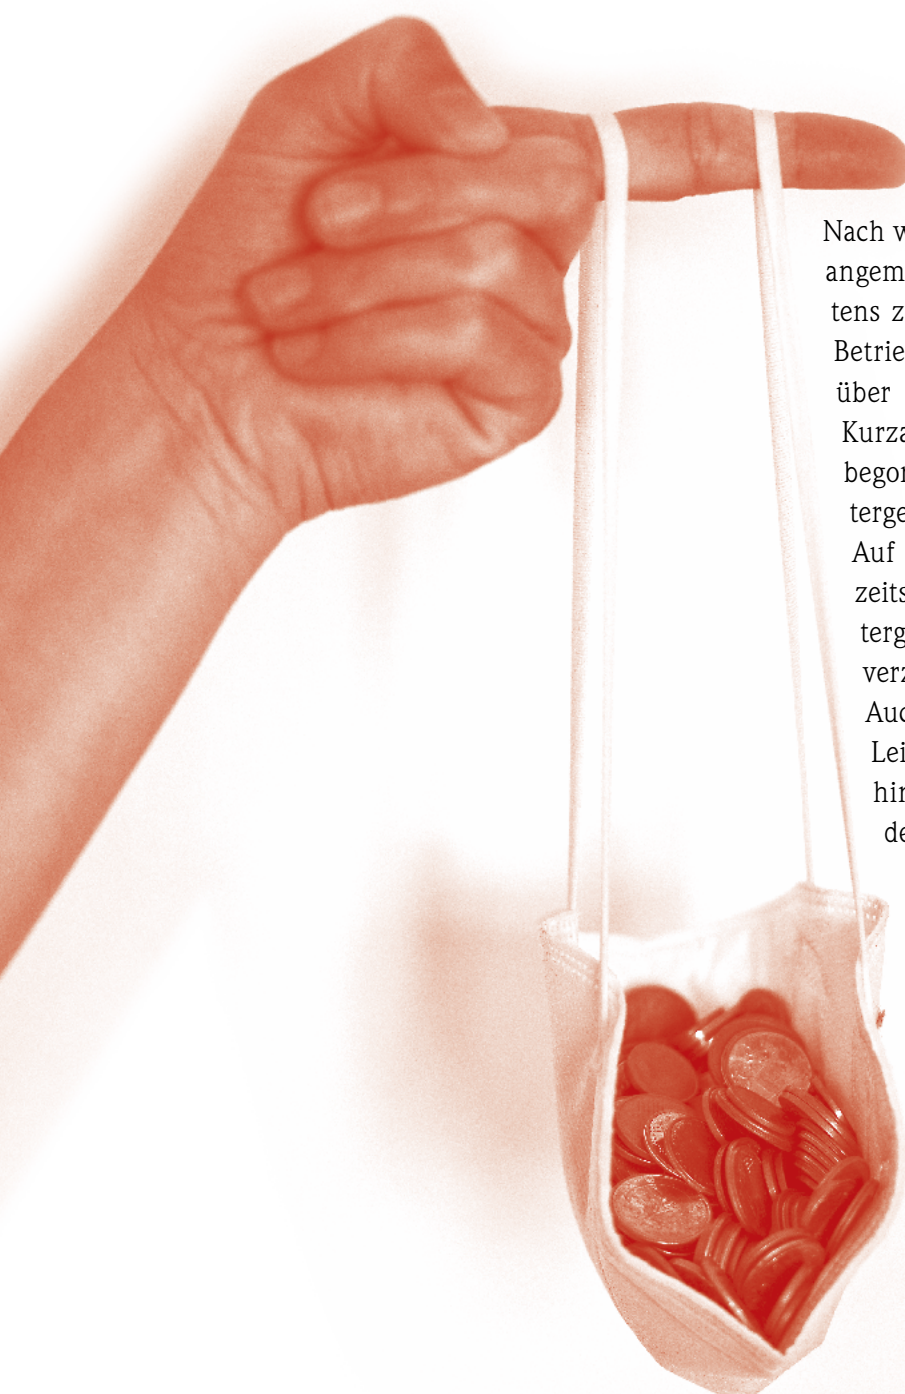 Nach w
angem
tens z
Betrie
über
Kurza
begon
terge
Auf
zeits
terg
verz
Auc
Lei
hin
de